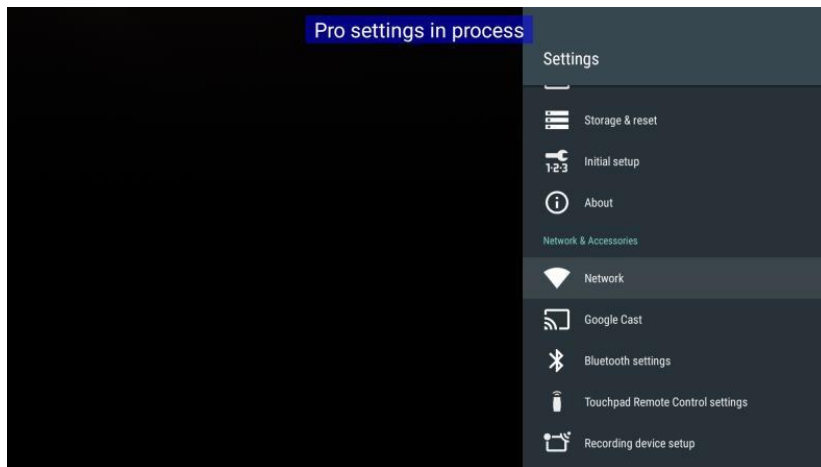 Pro settings in process
Settings
Storage & reset
1-2-3
Initial setup
About
Network & Accessories
Network
Google Cast
Bluetooth settings
Touchpad Remote Control settings
Recording device setup